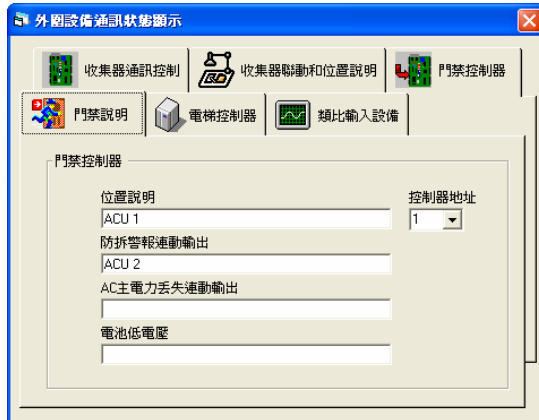 外圍設備通訊狀態顯示
收集器通訊控制
收集器聯動和位置說明
門禁控制器
門禁說明
電梯控制器
類比輸入設備
門禁控制器
位置說明
控制器地址
ACU 1
1
防拆警報連動輸出
ACU 2
AC主電力丟失連動輸出
電池低電壓